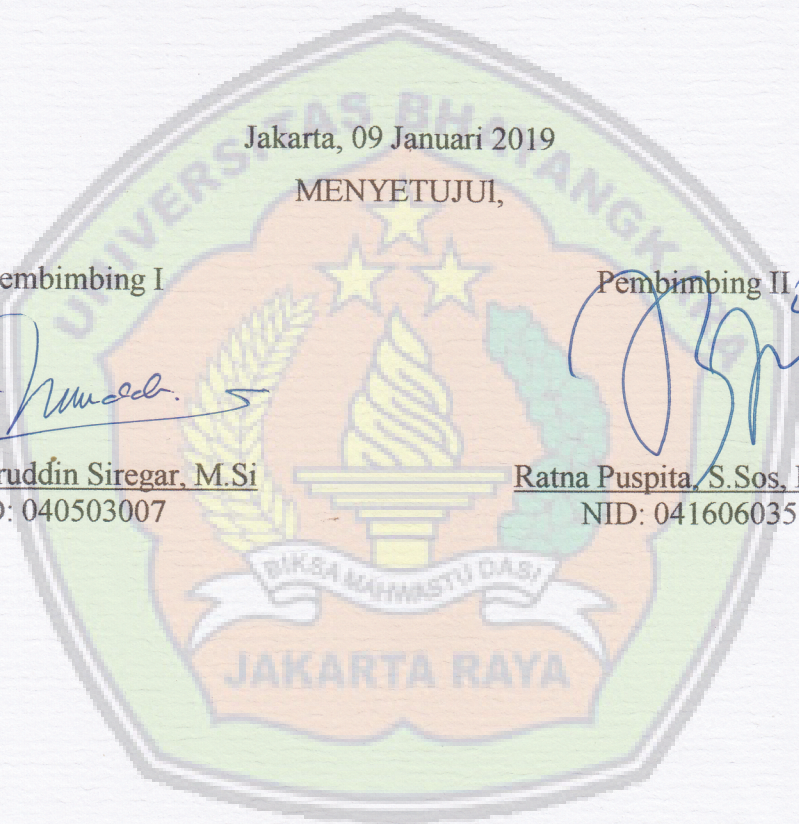 UNIVERSITAS BHAYANGKARA
Jakarta, 09 Januari 2019
MENYETUJUI,
embimbing I
Pembimbing II
ruddin Siregar, M.Si
Ratna Puspita, S.Sos,
D: 040503007
NID: 041606035
BIKSA MAHWASTU DASI
JAKARTA RAYA